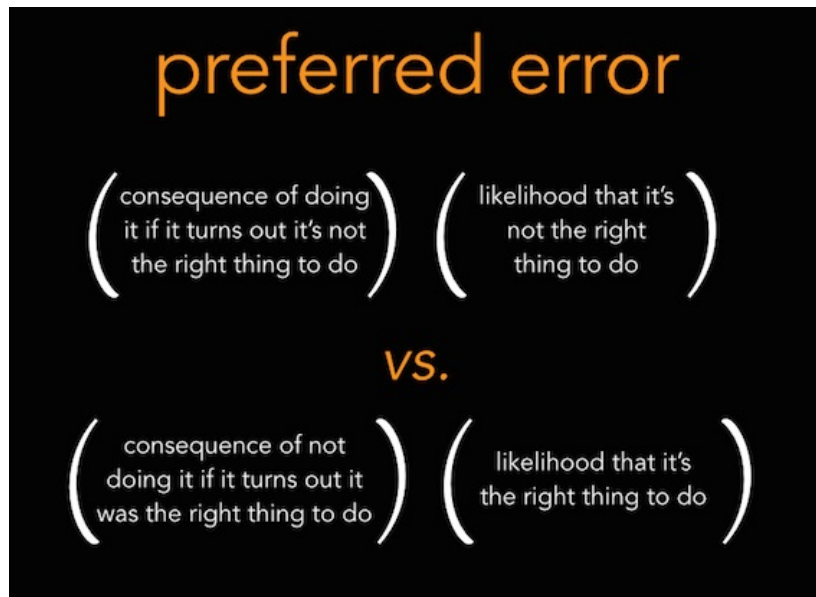 preferred error
consequence of doing
it if it turns out it's not
the right thing to do
likelihood that it's
not the right
thing to do
vs.
consequence of not
doing it if it turns out it
was the right thing to do
likelihood that it's
the right thing to do